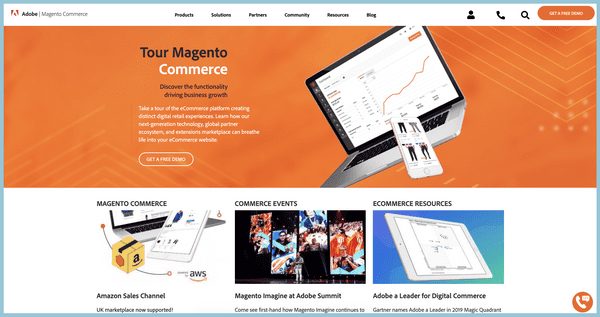 Adobe | Magento Commerce
Products Solutions Partners Community Resources Blog
GET A FREE DEMO
Tour Magento
Commerce
Discover the functionality
driving business growth
Take a tour of the eCommerce platform creating
distinct digital retail experiences. Learn how our
next-generation technology, global partner
ecosystem, and extensions marketplace can breathe
life into your eCommerce website.
GET A FREE DEMO
MAGENTO COMMERCE COMMERCE EVENTS ECOMMERCE RESOURCES
a
aws
Amazon Sales Channel Magento Imagine at Adobe Summit Adobe a Leader for Digital Commerce
UK marketplace now supported! Come see first-hand how Magento Imagine continues to Gartner names Adobe a Leader in 2019 Magic Quadrant